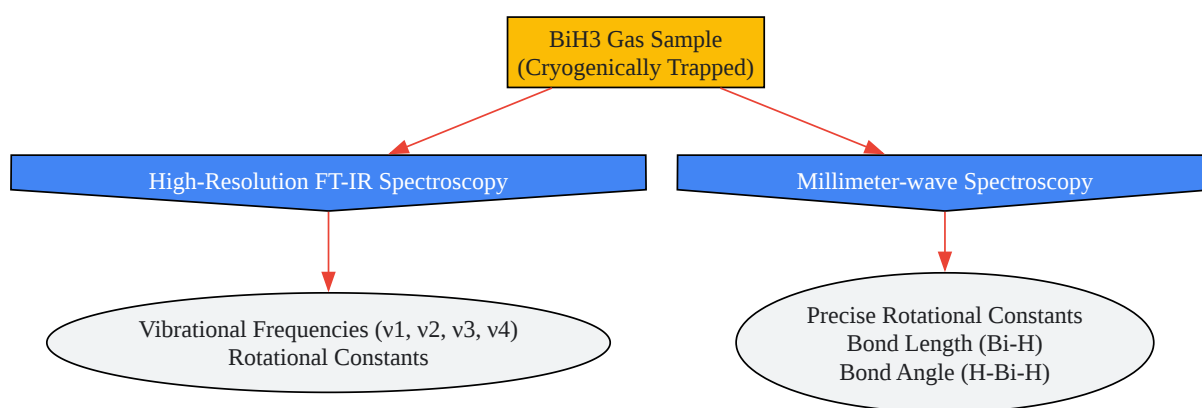 BiH3 Gas Sample
(Cryogenically Trapped)
High-Resolution FT-IR Spectroscopy
Millimeter-wave Spectroscopy
Vibrational Frequencies (ν1, ν2, ν3, ν4)
Rotational Constants
Precise Rotational Constants
Bond Length (Bi-H)
Bond Angle (H-Bi-H)